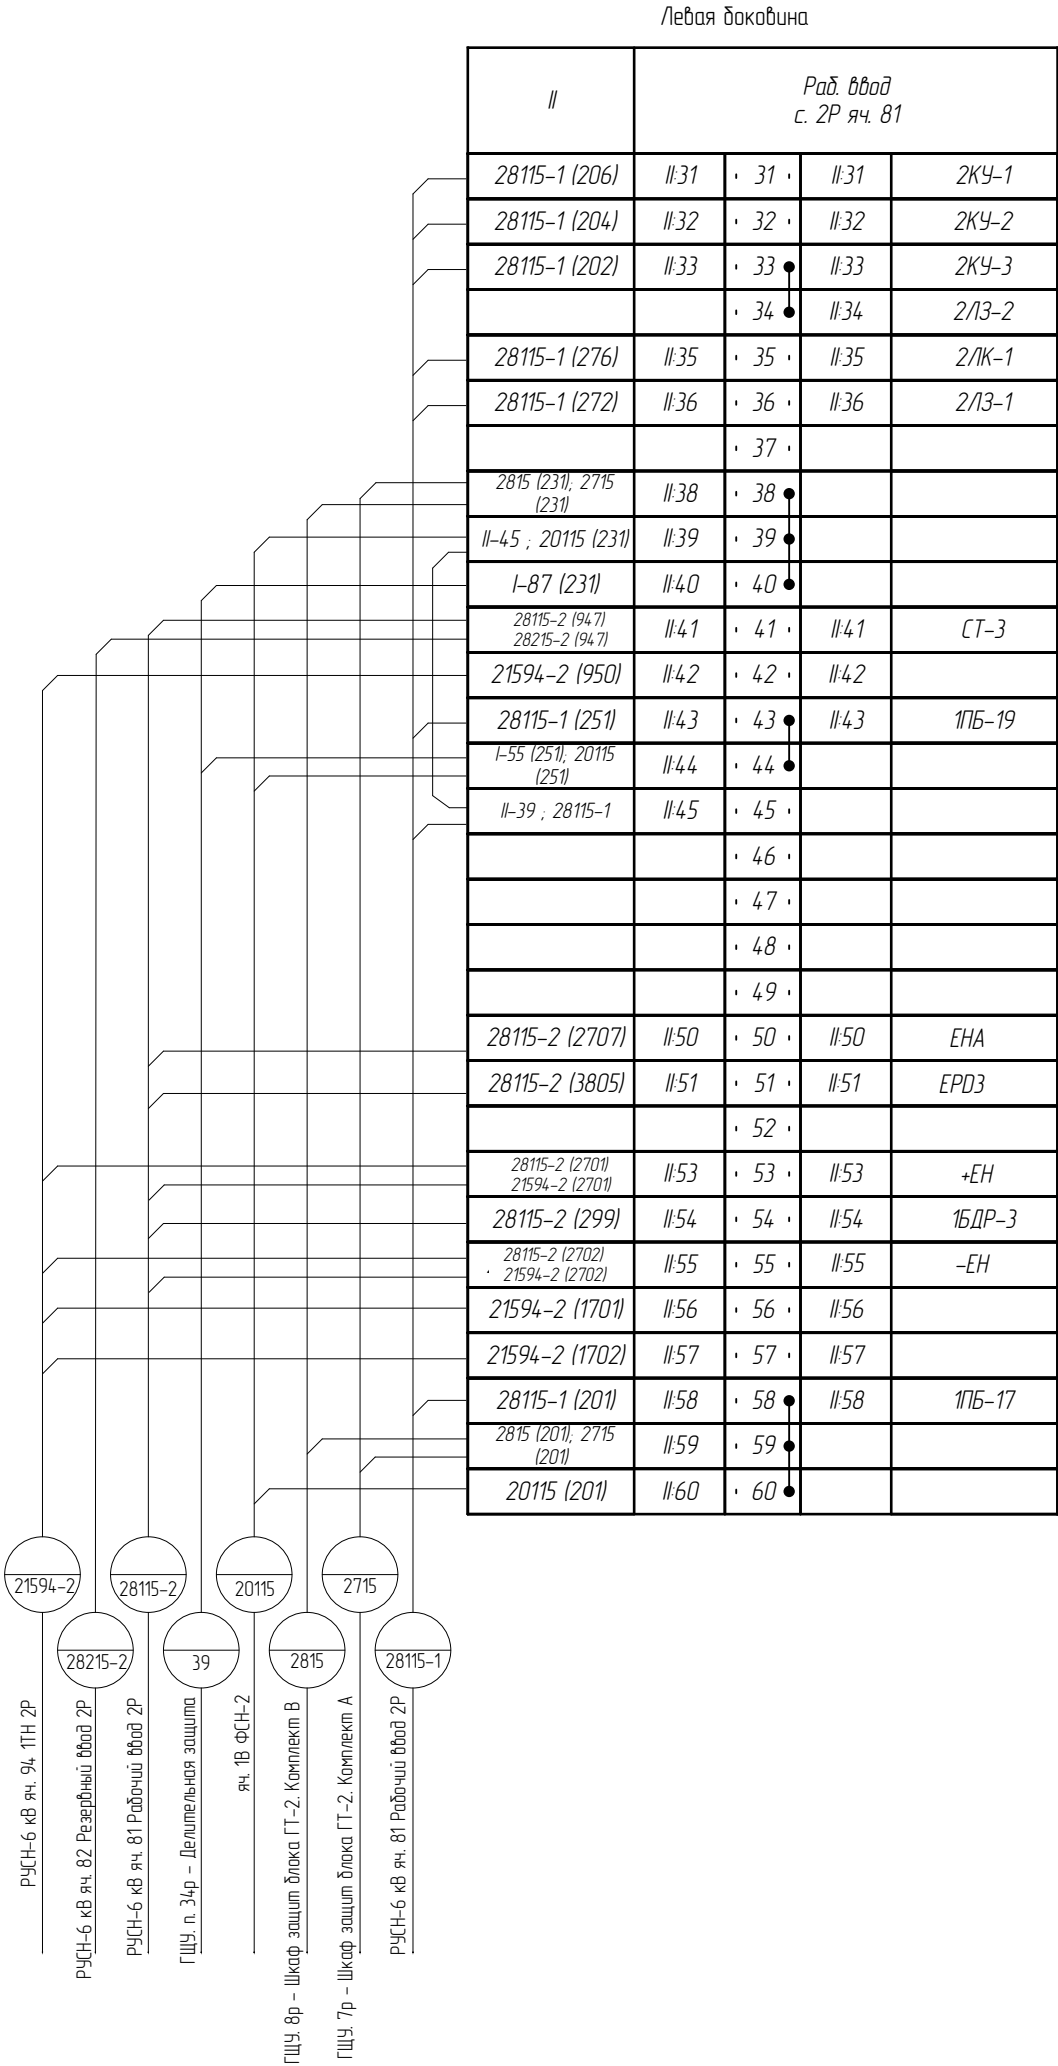 Левая боковина
II
Раб. ввод
с. 2Р яч. 81
28115-1 (206) II:31 31 II:31 2КУ-1
28115-1 (204) II:32 32 II:32 2КУ-2
28115-1 (202) II:33 33 II:33 2КУ-3
34 II:34 2ЛЗ-2
28115-1 (276) II:35 35 II:35 2ЛК-1
28115-1 (272) II:36 36 II:36 2ЛЗ-1
37
2815 (231); 2715
(231)
II:38 38
II-45 ; 20115 (231) II:39 39
I-87 (231) II:40 40
28115-2 (947)
28215-2 (947)
II:41 41 II:41 СТ-3
21594-2 (950) II:42 42 II:42
28115-1 (251) II:43 43 II:43 1ПБ-19
I-55 (251); 20115
(251)
II:44 44
II-39 ; 28115-1 II:45 45
46
47
48
49
28115-2 (2707) II:50 50 II:50 EHA
28115-2 (3805) II:51 51 II:51 EPD3
52
28115-2 (2701)
21594-2 (2701)
II:53 53 II:53 +EH
28115-2 (299) II:54 54 II:54 1БДР-3
28115-2 (2702)
21594-2 (2702)
II:55 55 II:55 -EH
21594-2 (1701) II:56 56 II:56
21594-2 (1702) II:57 57 II:57
28115-1 (201) II:58 58 II:58 1ПБ-17
2815 (201); 2715
(201)
II:59 59
20115 (201) II:60 60
21594-2
28115-2
20115
2715
28215-2
39
2815
28115-1
РУСН-6 кВ яч. 94 1ТН 2Р
РУСН-6 кВ яч. 82 Резервный ввод 2Р
РУСН-6 кВ яч. 81 Рабочий ввод 2Р
ГЩУ. п. 34р - Делительная защита
яч. 1В ФСН-2
ГЩУ. 8р - Шкаф защит блока ГТ-2. Комплект В
ГЩУ. 7р - Шкаф защит блока ГТ-2. Комплект А
РУСН-6 кВ яч. 81 Рабочий ввод 2Р